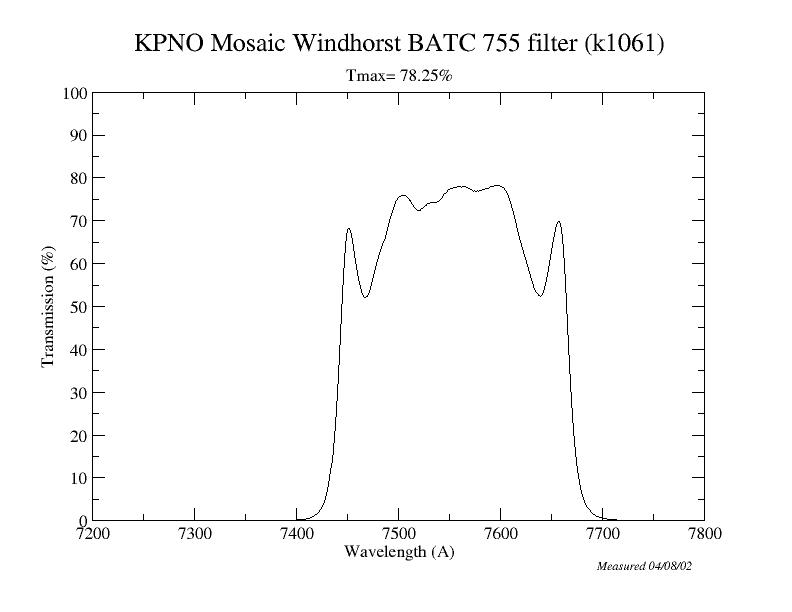 KPNO Mosaic Windhorst BATC 755 filter (k1061)
Tmax= 78.25%
100
90
80
70
60
50
40
30
20
10
0
Transmission (%)
7200 7300 7400 7500 7600 7700 7800
Wavelength (A)
Measured 04/08/02